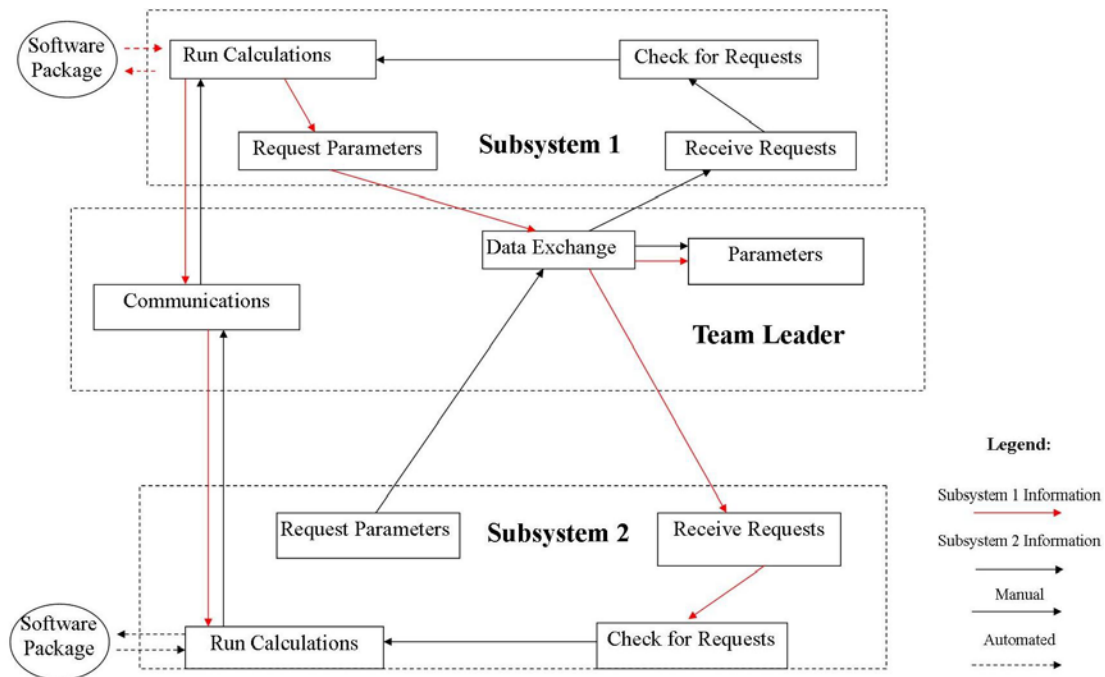 Software
Package
Run Calculations
Check for Requests
Request Parameters
Subsystem 1
Receive Requests
Data Exchange
Parameters
Communications
Team Leader
Legend:
Subsystem 1 Information
Subsystem 2 Information
Manual
Automated
Request Parameters
Subsystem 2
Receive Requests
Software
Package
Run Calculations
Check for Requests